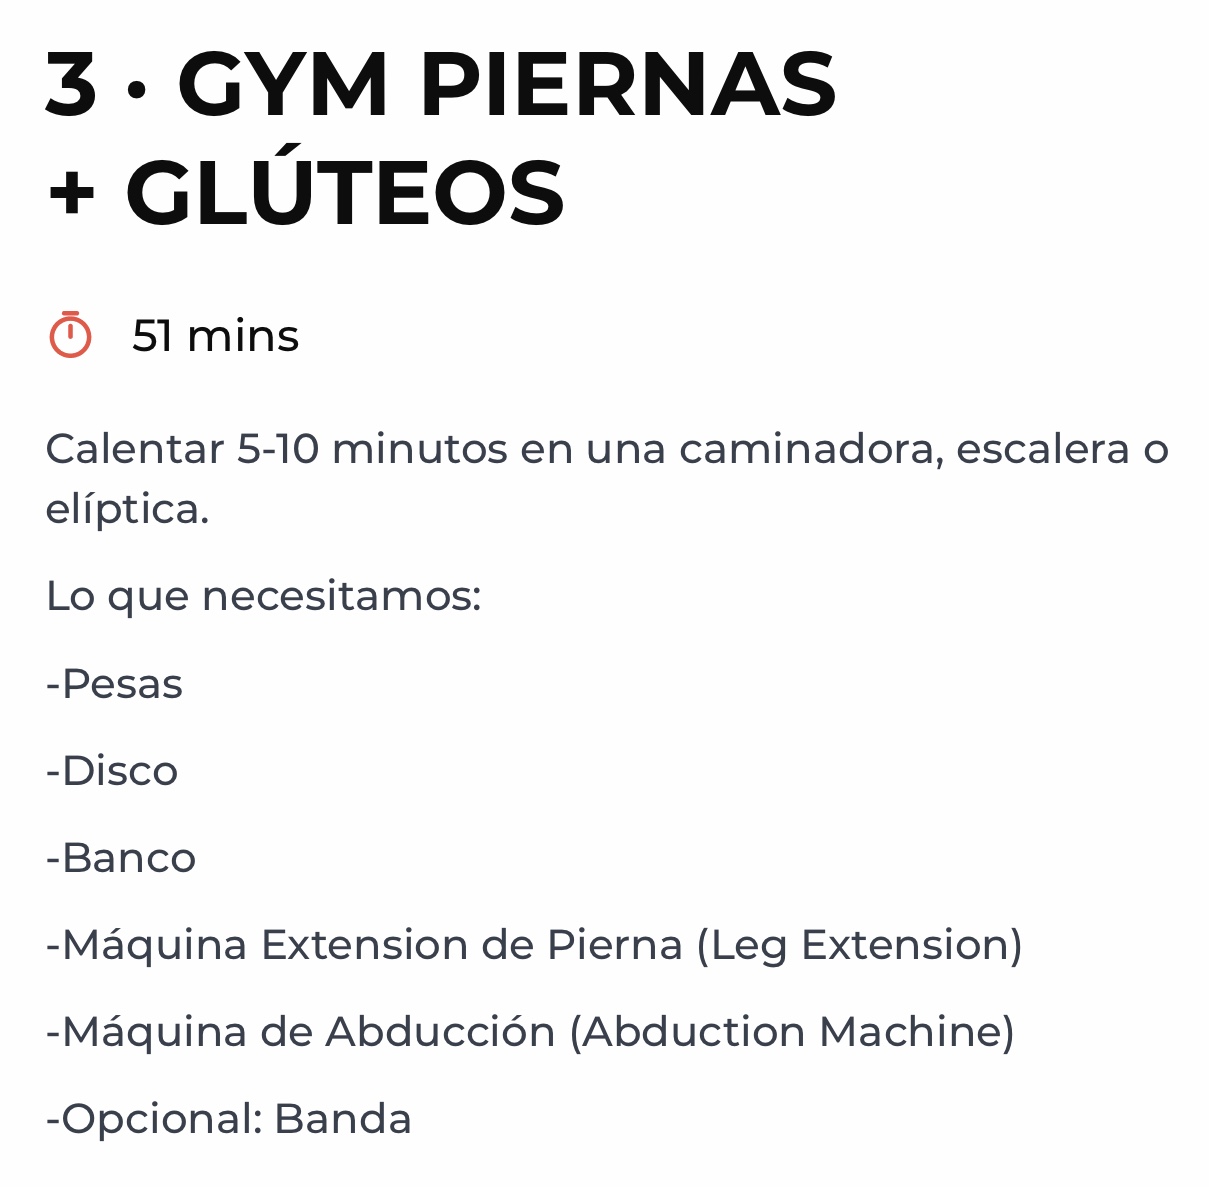 3 · GYM PIERNAS
+ GLÚTEOS
51 mins
Calentar 5-10 minutos en una caminadora, escalera o
elíptica.
Lo que necesitamos:
-Pesas
-Disco
-Banco
-Máquina Extension de Pierna (Leg Extension)
-Máquina de Abducción (Abduction Machine)
-Opcional: Banda